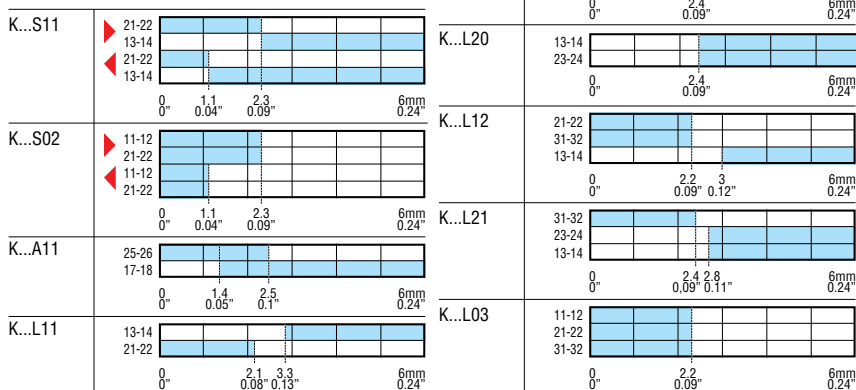 K...S11
21-22
13-14
21-22
13-14
0 1.1 2.3 6mm
0” 0.04” 0.09” 0.24”
K...S02
11-12
21-22
11-12
21-22
0 1.1 2.3 6mm
0” 0.04” 0.09” 0.24”
K...A11
25-26
17-18
0 1.4 2.5 6mm
0” 0.05” 0.1” 0.24”
K...L11
13-14
21-22
0 2.1 3.3 6mm
0” 0.08” 0.13” 0.24”
0 2.4 6mm
0” 0.09” 0.24”
K...L20
13-14
23-24
0 2.4 6mm
0” 0.09” 0.24”
K...L12
21-22
31-32
13-14
0 2.2 3 6mm
0” 0.09” 0.12” 0.24”
K...L21
31-32
23-24
13-14
0 2.4 2.8 6mm
0” 0,09” 0.11” 0.24”
K...L03
11-12
21-22
31-32
0 2.2 6mm
0” 0.09” 0.24”